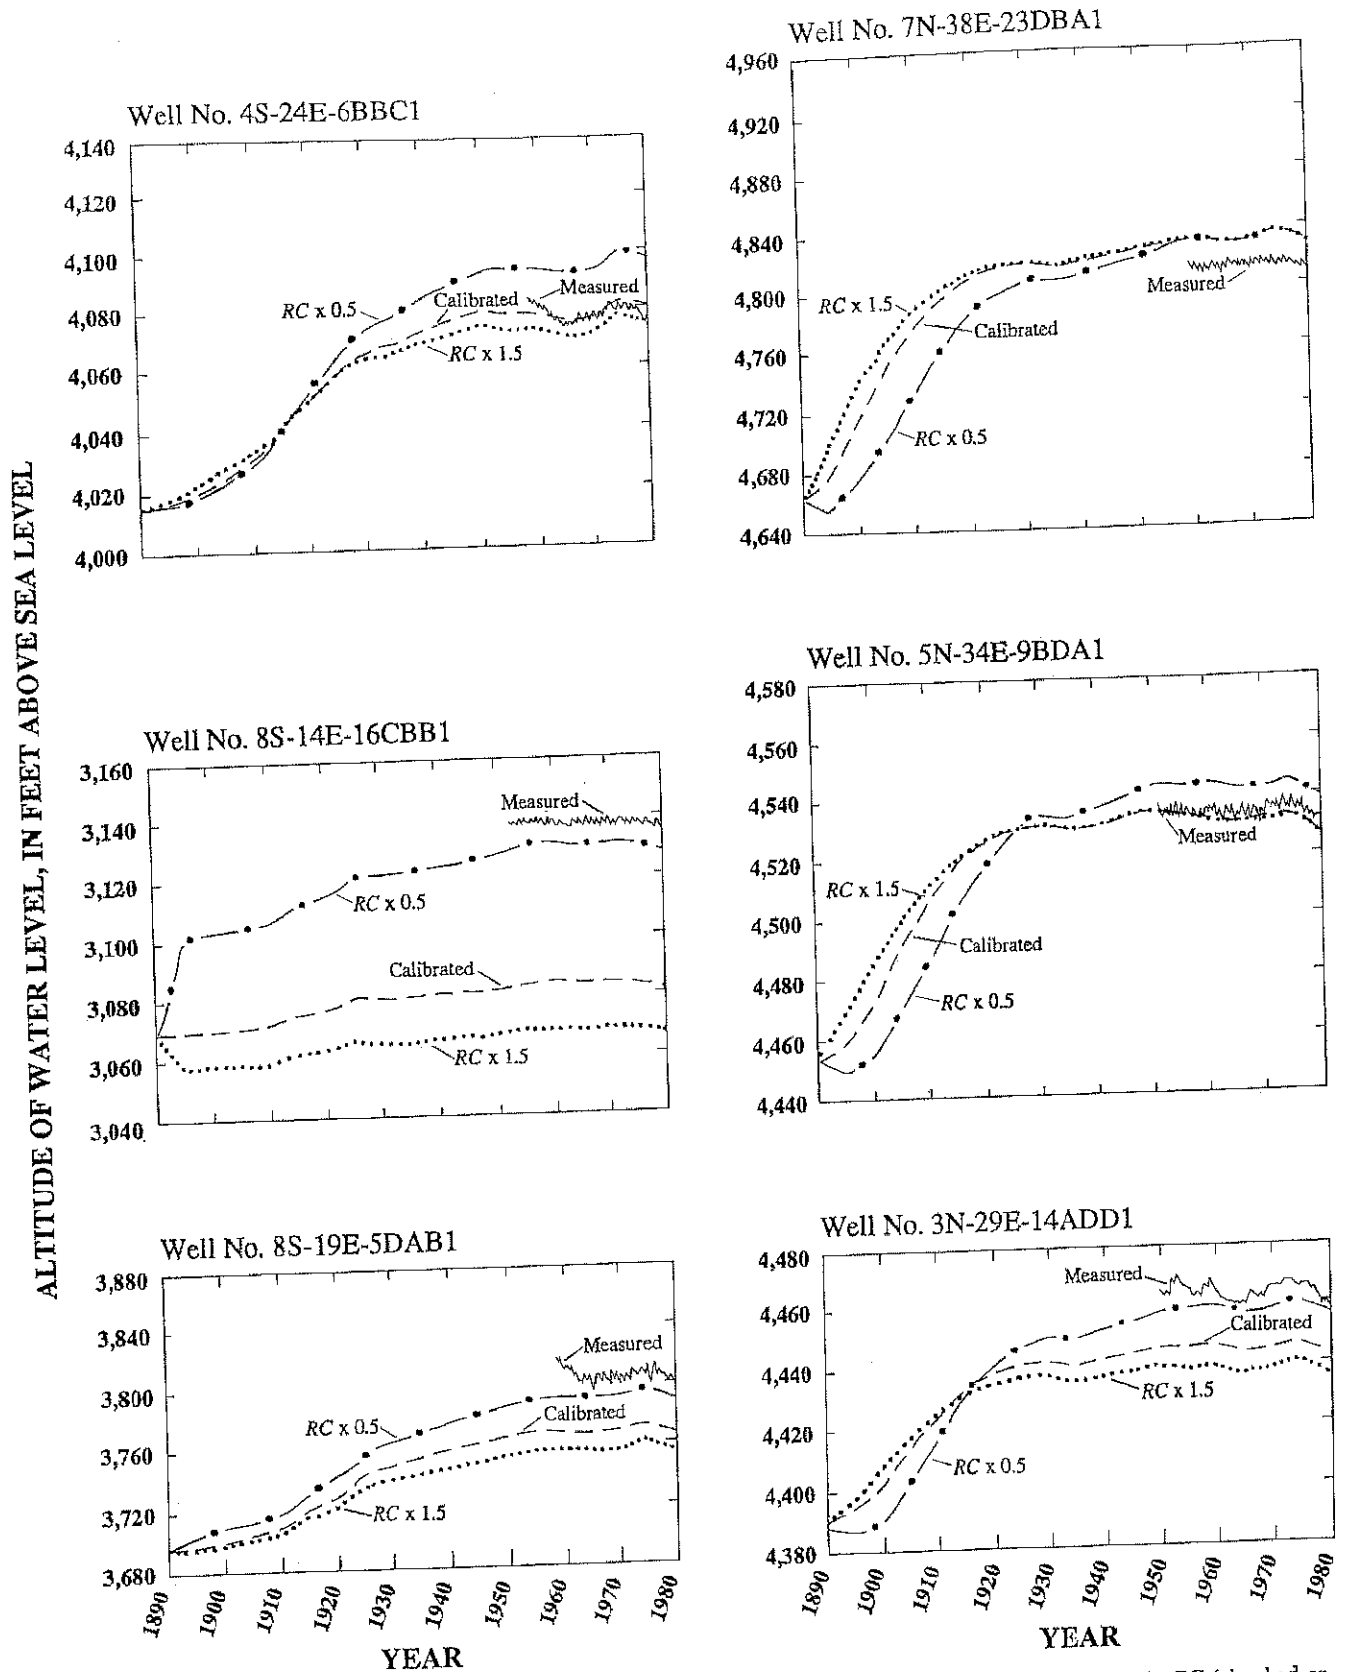 ALTITUDE OF WATER LEVEL, IN FEET ABOVE SEA LEVEL
Well No. 4S-24E-6BBC1
4,140
4,120
4,100
4,080
4,060
4,040
4,020
4,000
RC x 0.5
Calibrated
Measured
RC x 1.5
Well No. 7N-38E-23DBA1
4,960
4,920
4,880
4,840
4,800
4,760
4,720
4,680
4,640
RC x 1.5
Measured
Calibrated
RC x 0.5
Well No. 8S-14E-16CBB1
3,160
3,140
3,120
3,100
3,080
3,060
3,040
Measured
RC x 0.5
Calibrated
RC x 1.5
Well No. 5N-34E-9BDA1
4,580
4,560
4,540
4,520
4,500
4,480
4,460
4,440
Measured
RC x 1.5
Calibrated
RC x 0.5
Well No. 8S-19E-5DAB1
3,880
3,840
3,800
3,760
3,720
3,680
Measured
RC x 0.5
Calibrated
RC x 1.5
1890 1900 1910 1920 1930 1940 1950 1960 1970 1980
YEAR
Well No. 3N-29E-14ADD1
4,480
4,460
4,440
4,420
4,400
4,380
Measured
Calibrated
RC x 1.5
RC x 0.5
1890 1900 1910 1920 1930 1940 1950 1960 1970 1980
YEAR